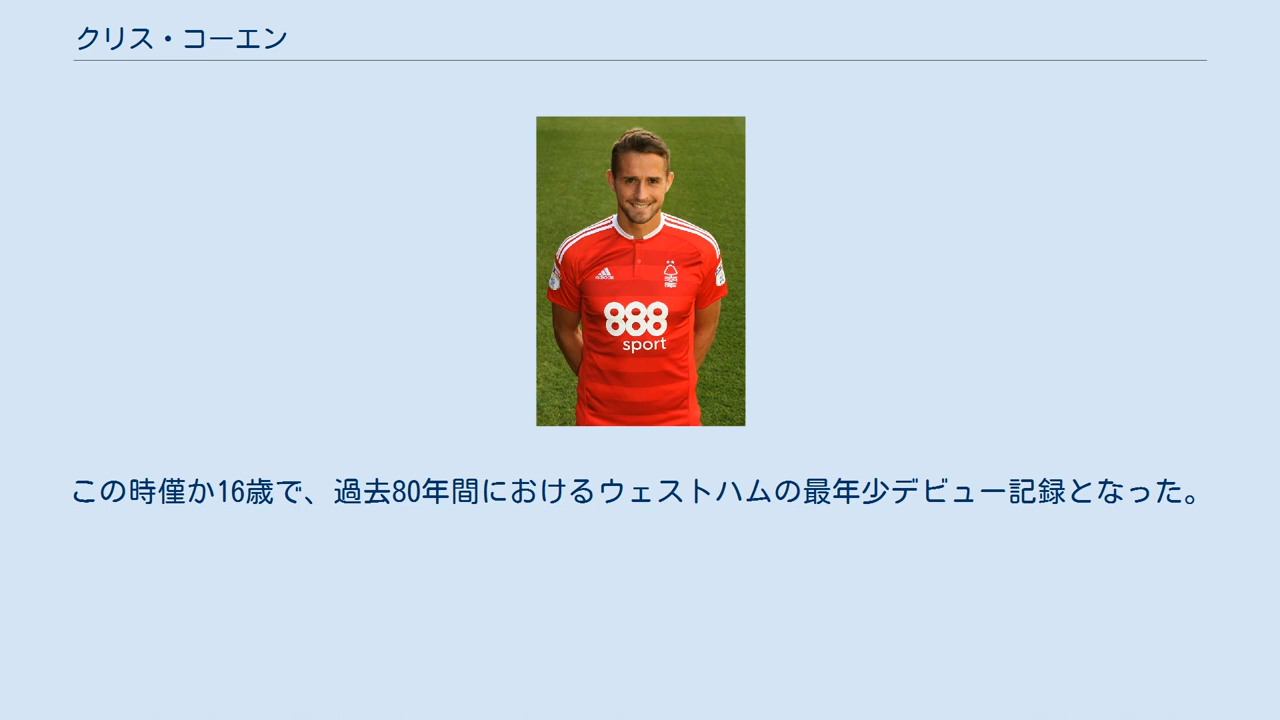 クリス・コーエン
adidas
888
sport
この時僅か16歳で、過去80年間におけるウェストハムの最年少デビュー記録となった。